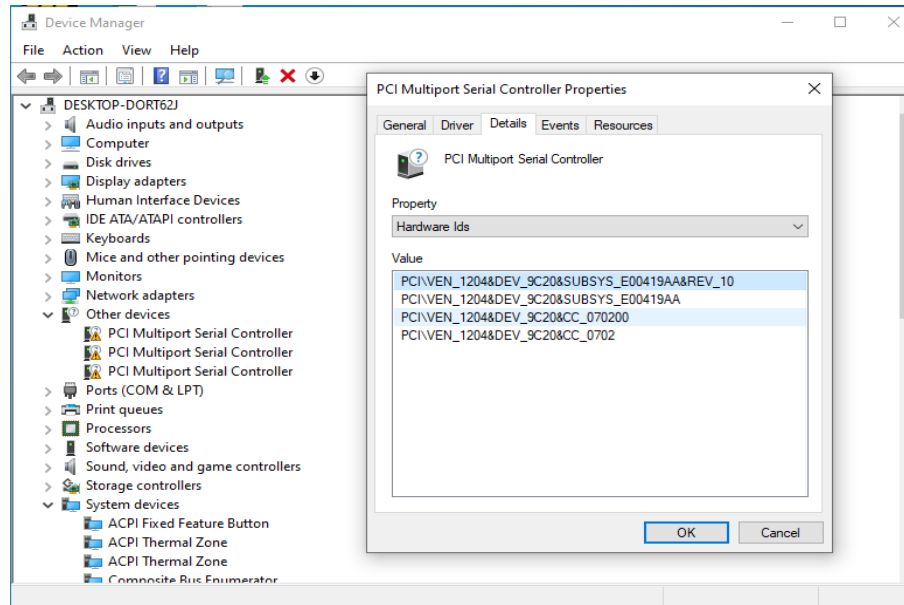 Device Manager
File Action View Help
DESKTOP-DORT62J
Audio inputs and outputs
Computer
Disk drives
Display adapters
Human Interface Devices
IDE ATA/ATAPI controllers
Keyboards
Mice and other pointing devices
Monitors
Network adapters
Other devices
PCI Multiport Serial Controller
PCI Multiport Serial Controller
PCI Multiport Serial Controller
Ports (COM & LPT)
Print queues
Processors
Software devices
Sound, video and game controllers
Storage controllers
System devices
ACPI Fixed Feature Button
ACPI Thermal Zone
ACPI Thermal Zone
Composite Bus Enumerator
PCI Multiport Serial Controller Properties
General Driver Details Events Resources
PCI Multiport Serial Controller
Property
Hardware Ids
Value
PCI\VEN_1204&DEV_9C20&SUBSYS_E00419AA&REV_10
PCI\VEN_1204&DEV_9C20&SUBSYS_E00419AA
PCI\VEN_1204&DEV_9C20&CC_070200
PCI\VEN_1204&DEV_9C20&CC_0702
OK Cancel